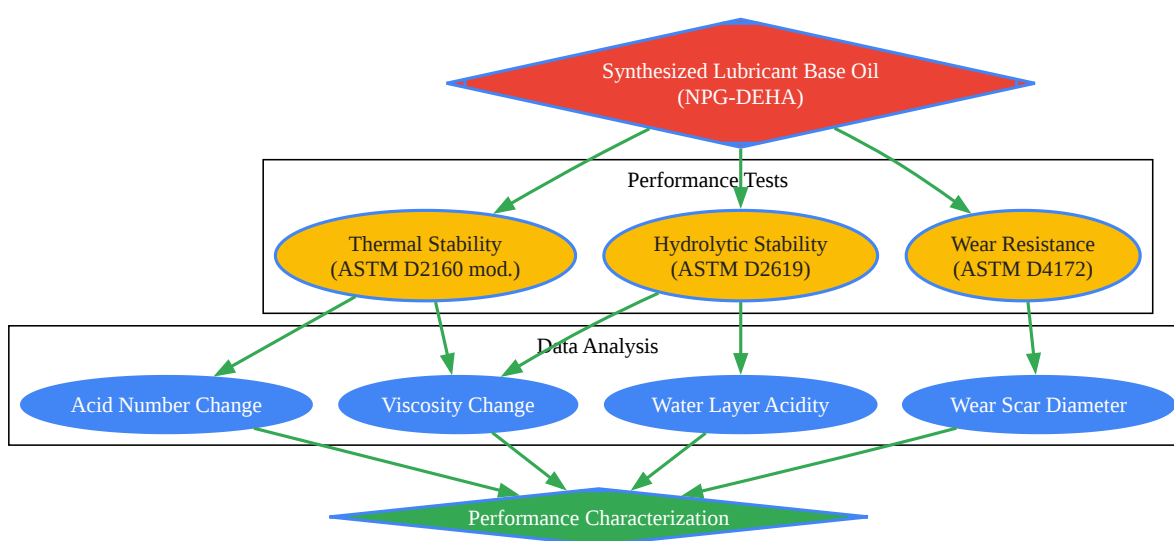 Synthesized Lubricant Base Oil
(NPG-DEHA)
Performance Tests
Thermal Stability
(ASTM D2160 mod.)
Hydrolytic Stability
(ASTM D2619)
Wear Resistance
(ASTM D4172)
Data Analysis
Acid Number Change
Viscosity Change
Water Layer Acidity
Wear Scar Diameter
Performance Characterization